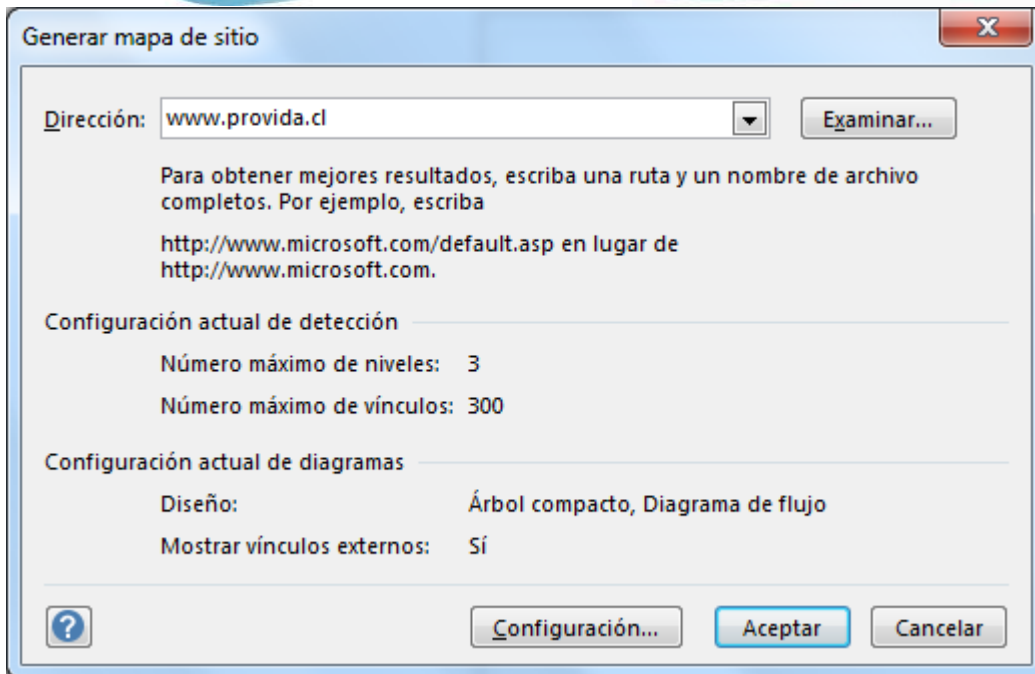 Generar mapa de sitio
Dirección: www.provida.cl Examinar...
Para obtener mejores resultados, escriba una ruta y un nombre de archivo
completos. Por ejemplo, escriba
http://www.microsoft.com/default.asp en lugar de
http://www.microsoft.com.
Configuración actual de detección
Número máximo de niveles: 3
Número máximo de vínculos: 300
Configuración actual de diagramas
Diseño: Árbol compacto, Diagrama de flujo
Mostrar vínculos externos: Sí
? Configuración... Aceptar Cancelar